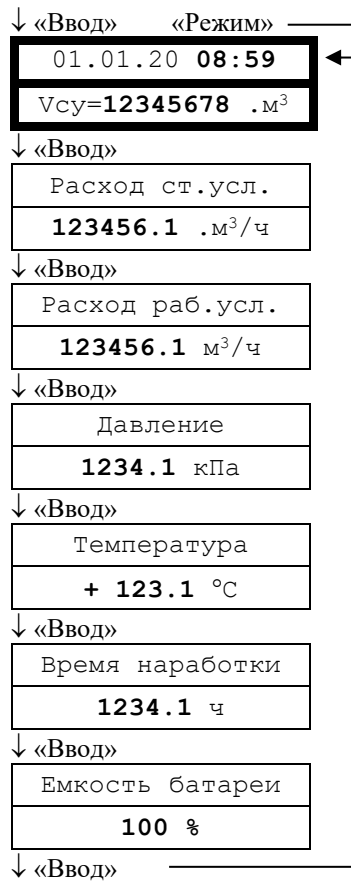 ↓ «Ввод» «Режим»
01.01.20 08:59
Vсу=12345678 .м³
↓ «Ввод»
Расход ст.усл.
123456.1 .м³/ч
↓ «Ввод»
Расход раб.усл.
123456.1 м³/ч
↓ «Ввод»
Давление
1234.1 кПа
↓ «Ввод»
Температура
+ 123.1 °С
↓ «Ввод»
Время наработки
1234.1 ч
↓ «Ввод»
Емкость батареи
100 %
↓ «Ввод»